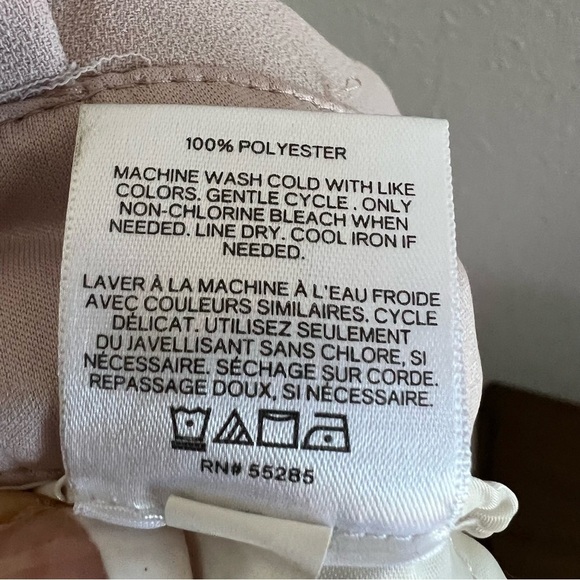 100% POLYESTER
MACHINE WASH COLD WITH LIKE
COLORS. GENTLE CYCLE . ONLY
NON-CHLORINE BLEACH WHEN
NEEDED. LINE DRY. COOL IRON IF
NEEDED.
LAVER À LA MACHINE À L'EAU FROIDE
AVEC COULEURS SIMILAIRES. CYCLE
DÉLICAT. UTILISEZ SEULEMENT
DU JAVELLISANT SANS CHLORE, SI
NÉCESSAIRE. SÉCHAGE SUR CORDE.
REPASSAGE DOUX, SI NÉCESSAIRE.
RN# 55285